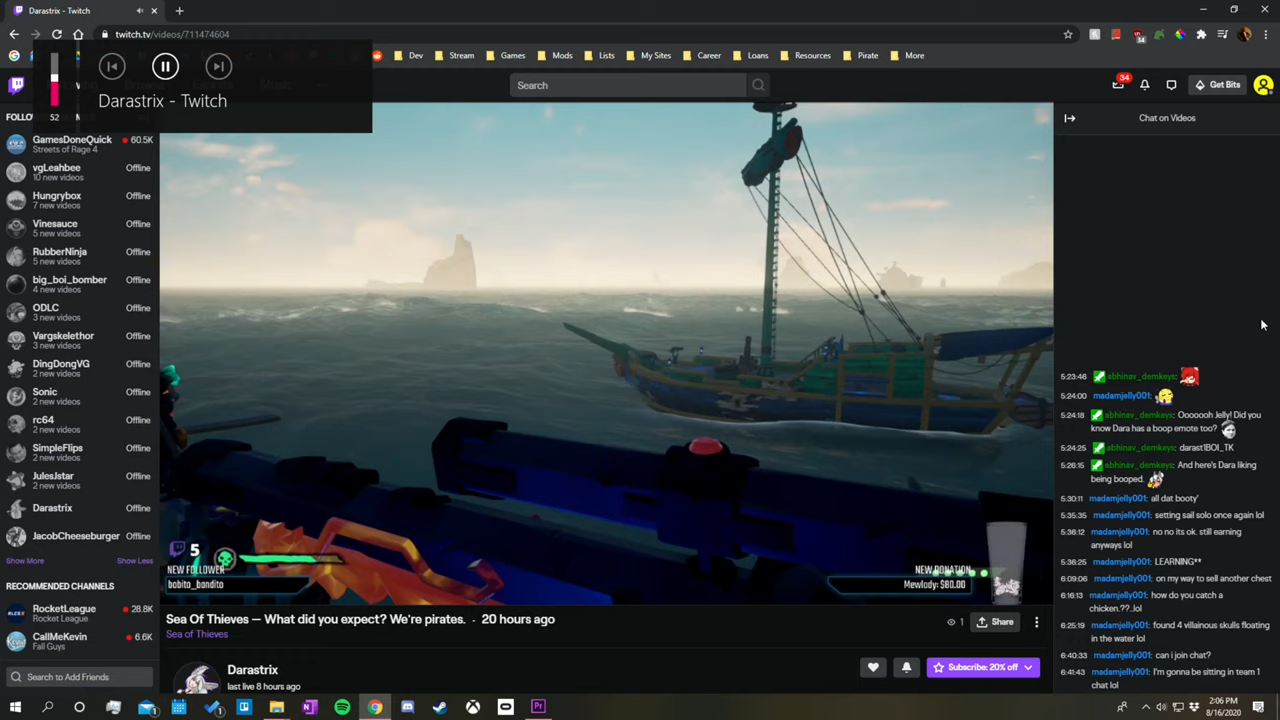 Darastrix - Twitch
twitch.tv/videos/711474604
Dev
Stream
Games
Mods
Lists
My Sites
Career
Loans
Resources
Pirate
More
52
Darastrix - Twitch
Search
34
Get Bits
GamesDoneQuick
60.5K
Streets of Rage 4
vgLeahbee
Offline
10 new videos
Hungrybox
Offline
7 new videos
Vinesauce
Offline
5 new videos
RubberNinja
Offline
5 new videos
big_boi_bomber
Offline
4 new videos
ODLC
Offline
3 new videos
Vargskelethor
Offline
3 new videos
DingDongVG
Offline
2 new videos
Sonic
Offline
2 new videos
rc64
Offline
2 new videos
SimpleFlips
Offline
2 new videos
JulesJstar
Offline
2 new videos
Darastrix
Offline
JacobCheeseburger
Offline
Show More
Show Less
RECOMMENDED CHANNELS
RocketLeague
28.8K
Rocket League
CallMeKevin
6.6K
Fall Guys
Search to Add Friends
5
NEW FOLLOWER
bobito_bandito
NEW DONATION
Mewlody: $60.00
Sea Of Thieves — What did you expect? We're pirates. · 20 hours ago
Sea of Thieves
1
Share
Darastrix
last live 8 hours ago
Subscribe: 20% off
Chat on Videos
5:23:46 abhinav_demkeys:
5:24:00 madamjelly001:
5:24:18 abhinav_demkeys: Ooooooh Jelly! Did you
know Dara has a boop emote too?
5:24:25 abhinav_demkeys: darast1BOI_TK
5:26:15 abhinav_demkeys: And here's Dara liking
being booped.
5:30:11 madamjelly001: all dat booty'
5:35:35 madamjelly001: setting sail solo once again lol
5:36:12 madamjelly001: no no its ok. still earning
anyways lol
5:36:25 madamjelly001: LEARNING**
6:09:06 madamjelly001: on my way to sell another chest
6:16:13 madamjelly001: how do you catch a
chicken.??..lol
6:25:19 madamjelly001: found 4 villainous skulls floating
in the water lol
6:40:33 madamjelly001: can i join chat?
6:41:43 madamjelly001: I'm gonna be sitting in team 1
chat lol
2:06 PM
8/16/2020